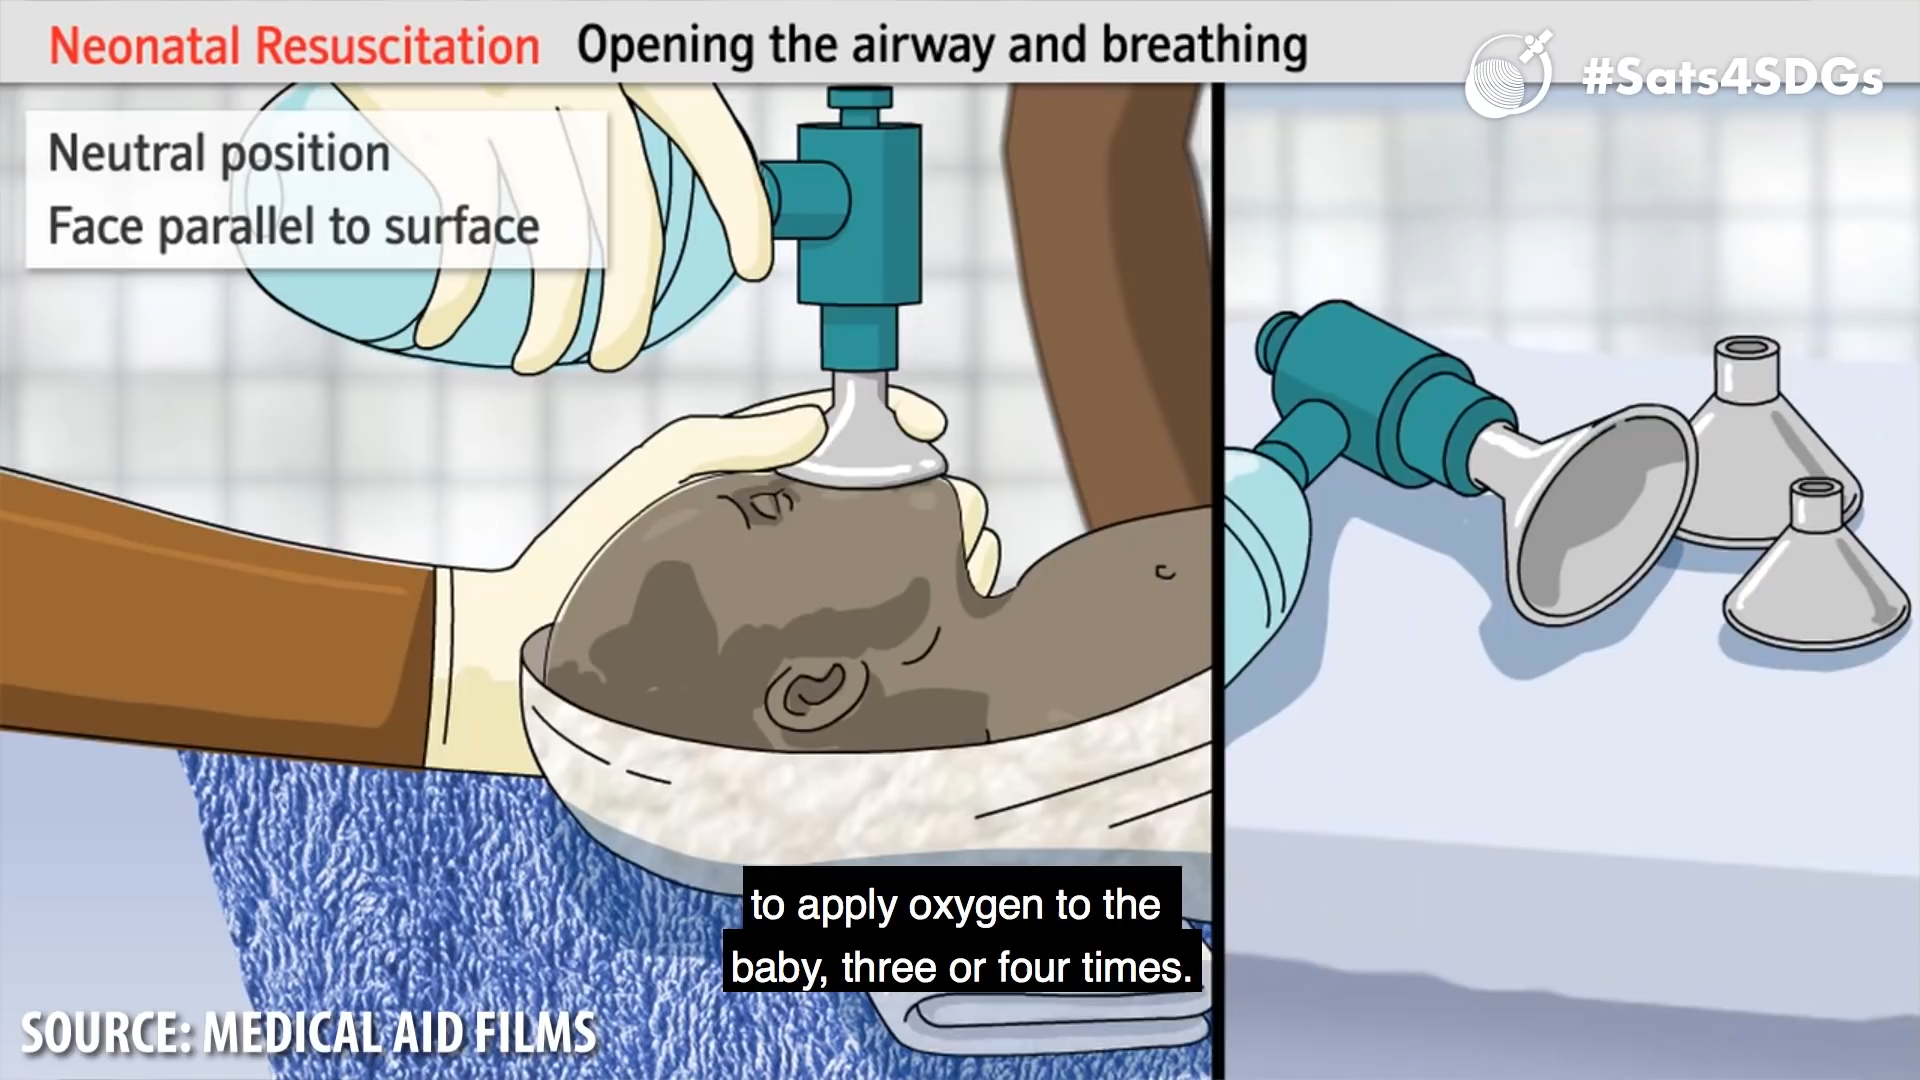 Neonatal Resuscitation Opening the airway and breathing
#Sats4SDGs
Neutral position
Face parallel to surface
to apply oxygen to the
baby, three or four times.
SOURCE: MEDICAL AID FILMS